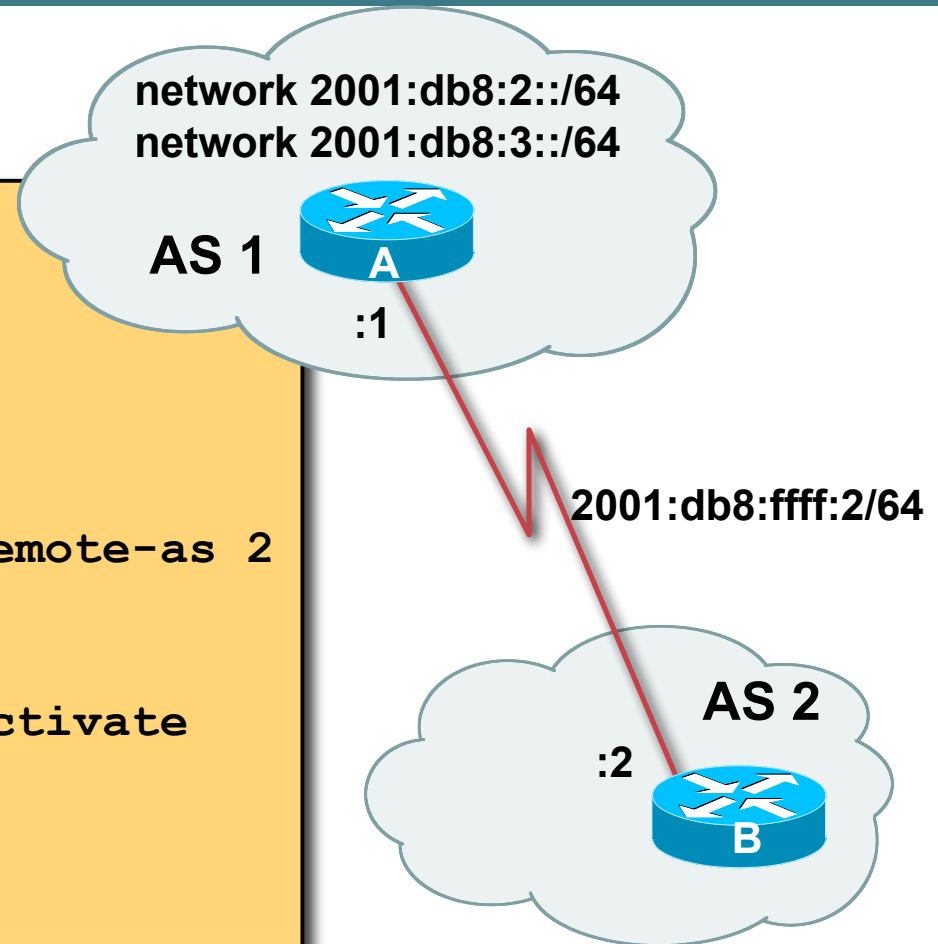 network 2001:db8:2::/64
network 2001:db8:3::/64
AS 1
A
:1
2001:db8:ffff:2/64
emote-as 2
ctivate
AS 2
:2
B